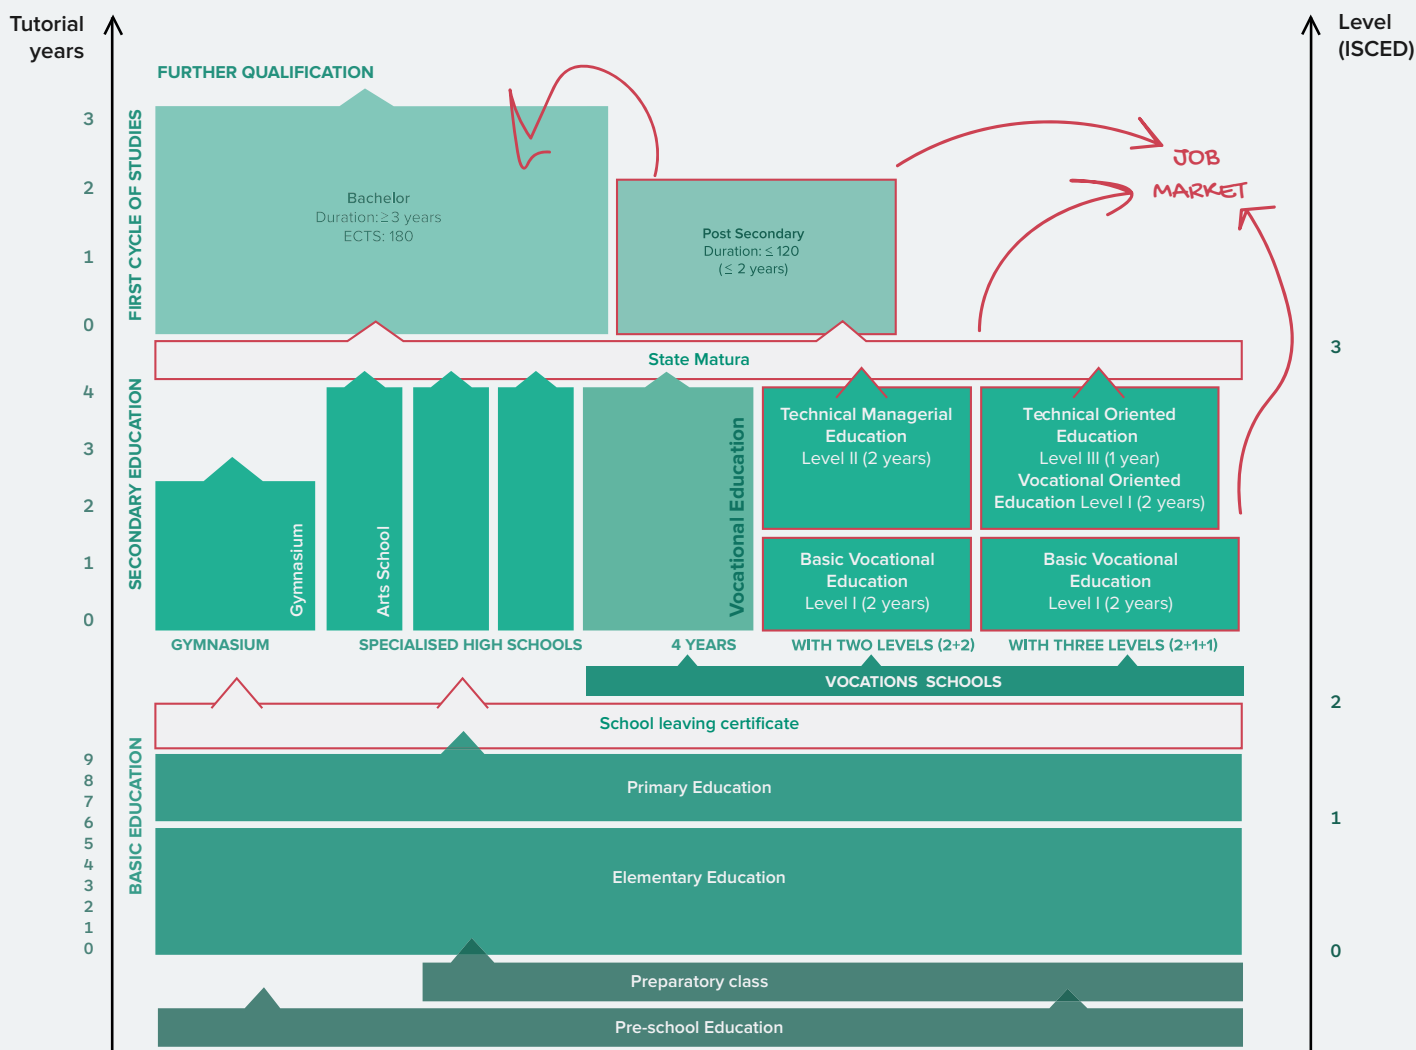 Tutorial
years
Level
(ISCED)
FURTHER QUALIFICATION
FIRST CYCLE OF STUDIES
3
2
1
0
Bachelor
Duration: ≥ 3 years
ECTS: 180
Post Secondary
Duration: ≤ 120
(≤ 2 years)
JOB
MARKET
State Matura
3
SECONDARY EDUCATION
4
3
2
1
0
Gymnasium
Arts School
Vocational Education
Technical Managerial
Education
Level II (2 years)
Technical Oriented
Education
Level III (1 year)
Vocational Oriented
Education Level I (2 years)
Basic Vocational
Education
Level I (2 years)
Basic Vocational
Education
Level I (2 years)
GYMNASIUM
SPECIALISED HIGH SCHOOLS
4 YEARS
WITH TWO LEVELS (2+2)
WITH THREE LEVELS (2+1+1)
VOCATIONS SCHOOLS
2
School leaving certificate
BASIC EDUCATION
9
8
7
6
5
4
3
2
1
0
Primary Education
1
Elementary Education
0
Preparatory class
Pre-school Education